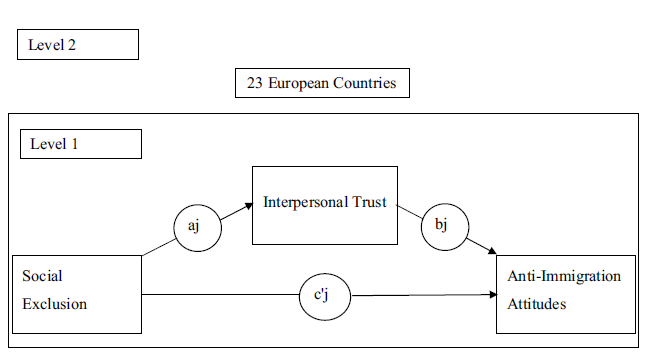 Level 2
23 European Countries
Level 1
Interpersonal Trust
aj
bj
Social
Exclusion
c'j
Anti-Immigration
Attitudes